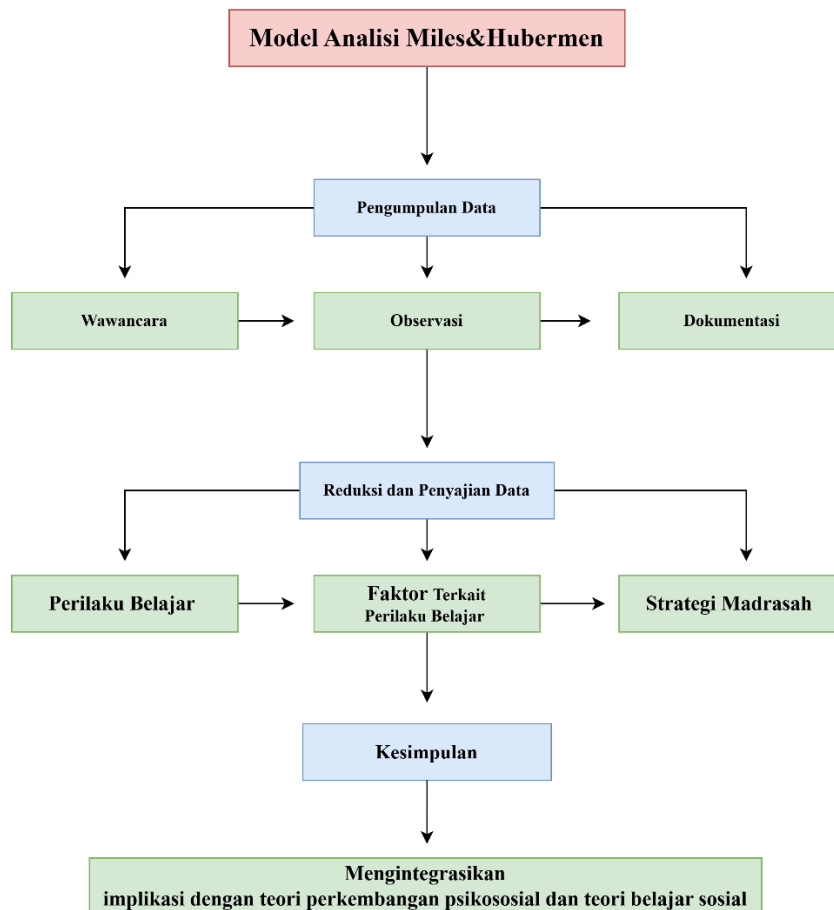 Model Analisi Miles&Hubermen
Pengumpulan Data
Wawancara
Observasi
Dokumentasi
Reduksi dan Penyajian Data
Perilaku Belajar
Faktor Terkait
Perilaku Belajar
Strategi Madrasah
Kesimpulan
Mengintegrasikan
implikasi dengan teori perkembangan psikososial dan teori belajar sosial